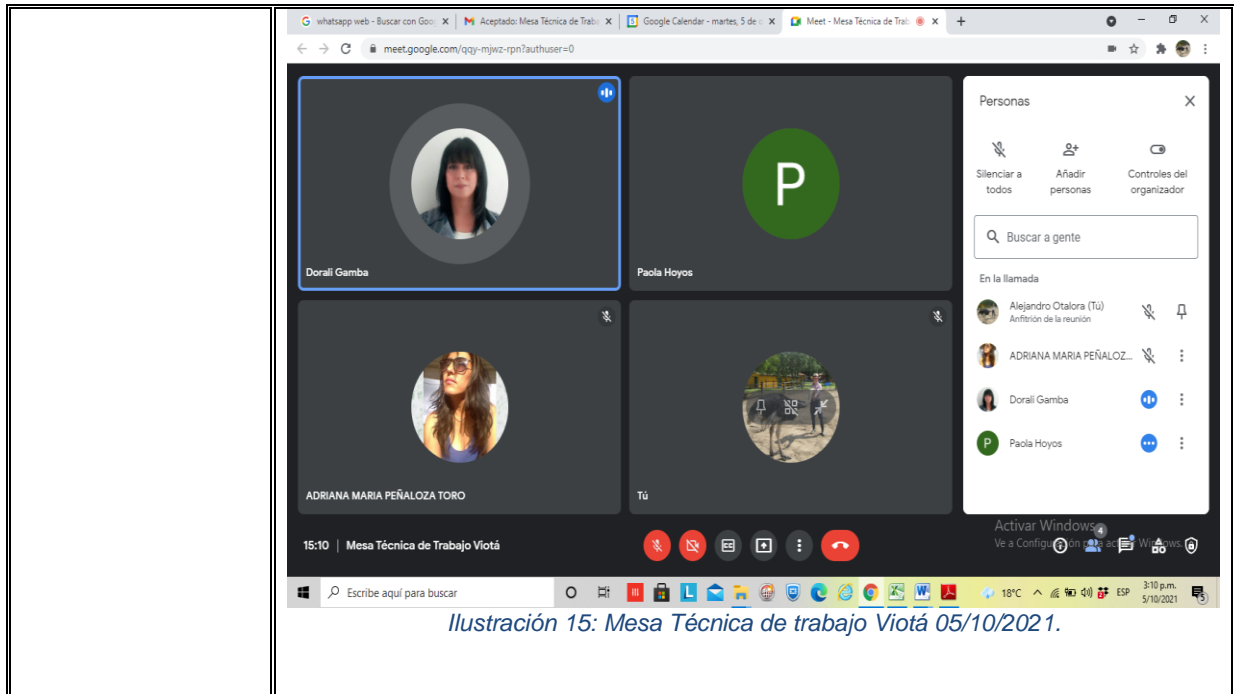 whatsapp web - Buscar con Goo
Aceptado: Mesa Técnica de Trab
Google Calendar - martes, 5 de o
Meet - Mesa Técnica de Trab
meet.google.com/qqy-mjwz-rpn?authuser=0
Dorali Gamba
P
Paola Hoyos
ADRIANA MARIA PEÑALOZA TORO
Tú
Personas
Silenciar a
todos
Añadir
personas
Controles del
organizador
Buscar a gente
En la llamada
Alejandro Otalora (Tú)
Anfitrión de la reunión
ADRIANA MARIA PEÑALOZ...
Dorali Gamba
P Paola Hoyos
Activar Windows
Ve a Configuración para activar Windows.
4
15:10 | Mesa Técnica de Trabajo Viotá
Escribe aquí para buscar
18°C
ESP
3:10 p.m.
5/10/2021
5
Ilustración 15: Mesa Técnica de trabajo Viotá 05/10/2021.